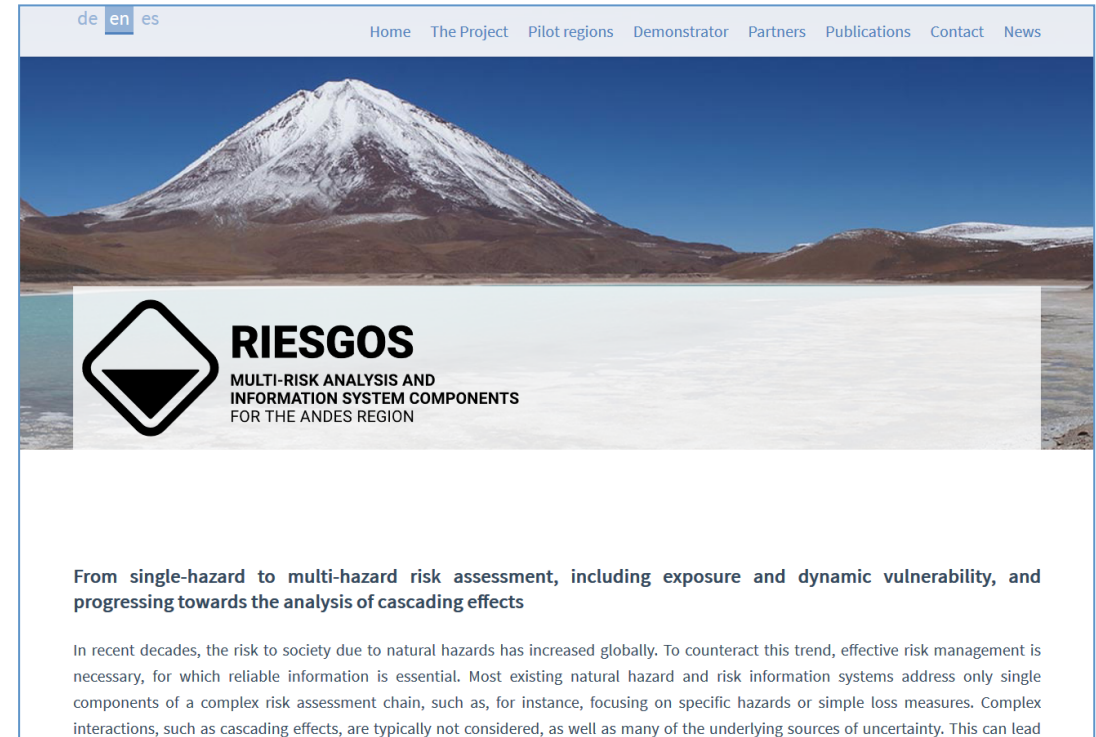 de en es
Home The Project Pilot regions Demonstrator Partners Publications Contact News
RIESGOS
MULTI-RISK ANALYSIS AND
INFORMATION SYSTEM COMPONENTS
FOR THE ANDES REGION
From single-hazard to multi-hazard risk assessment, including exposure and dynamic vulnerability, and
progressing towards the analysis of cascading effects
In recent decades, the risk to society due to natural hazards has increased globally. To counteract this trend, effective risk management is
necessary, for which reliable information is essential. Most existing natural hazard and risk information systems address only single
components of a complex risk assessment chain, such as, for instance, focusing on specific hazards or simple loss measures. Complex
interactions, such as cascading effects, are typically not considered, as well as many of the underlying sources of uncertainty. This can lead